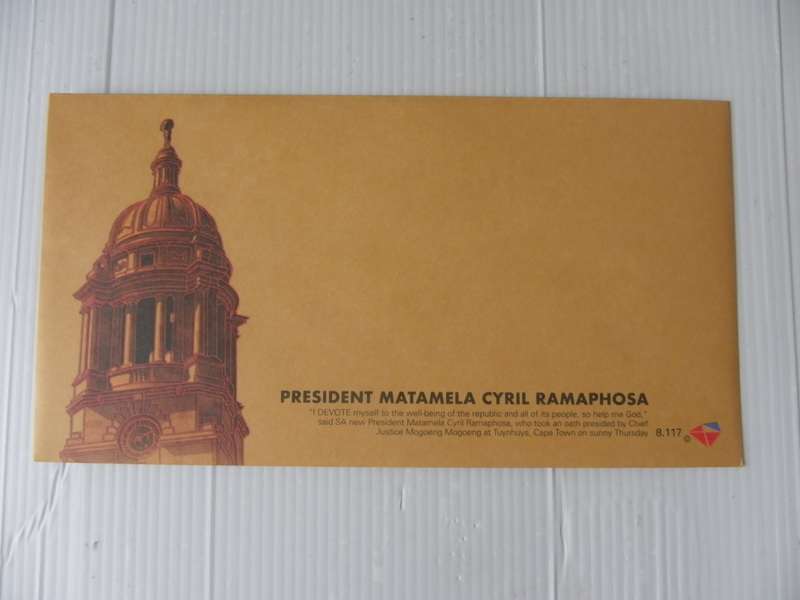 PRESIDENT MATAMELA CYRIL RAMAPHOSA
"I DEVOTE myself to the well-being of the republic and all of its people, so help me God,"
said SA new President Matamela Cyril Ramaphosa, who took an oath presided by Chief
Justice Mogoeng Mogoeng at Tuynhuys, Cape Town on sunny Thursday 8.117 ©